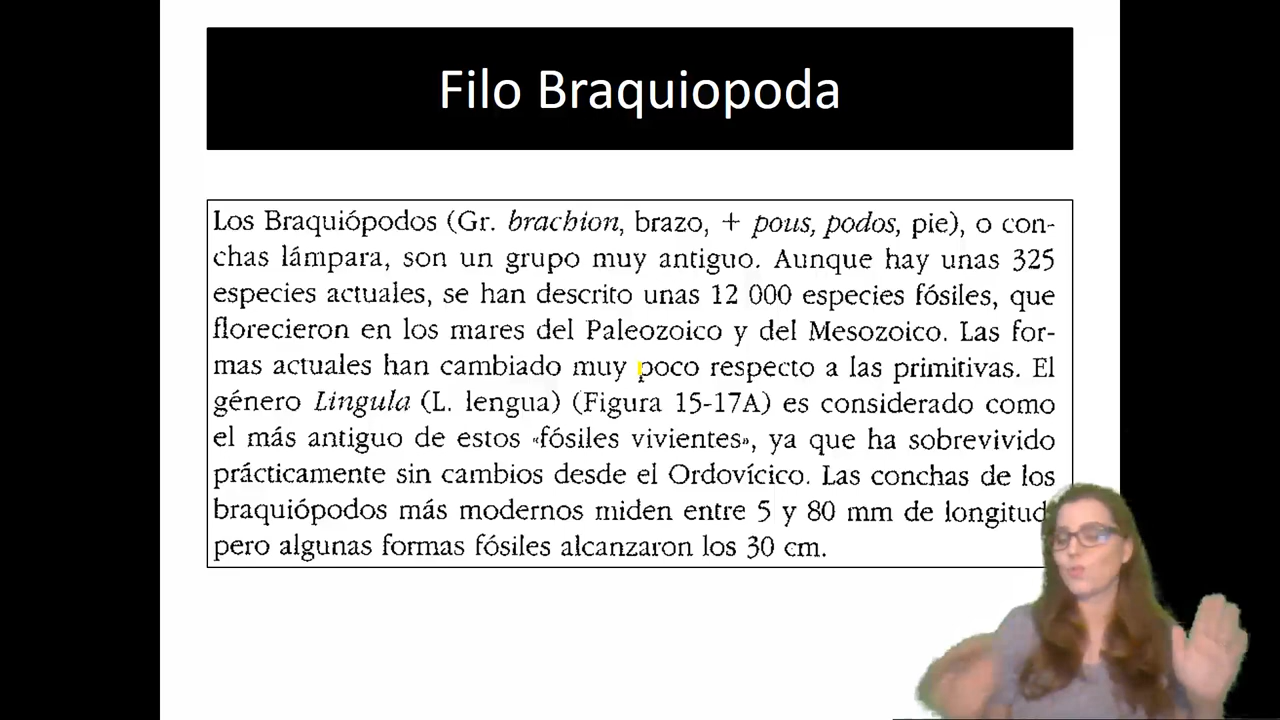 Filo Braquiopoda
Los Braquiópodos (Gr. brachion, brazo, + pous, podos, pie), o con-
chas lámpara, son un grupo muy antiguo. Aunque hay unas 325
especies actuales, se han descrito unas 12 000 especies fósiles, que
florecieron en los mares del Paleozoico y del Mesozoico. Las for-
mas actuales han cambiado muy poco respecto a las primitivas. El
género Lingula (L. lengua) (Figura 15-17A) es considerado como
el más antiguo de estos «fósiles vivientes», ya que ha sobrevivido
prácticamente sin cambios desde el Ordovícico. Las conchas de los
braquiópodos más modernos miden entre 5 y 80 mm de longitud
pero algunas formas fósiles alcanzaron los 30 cm.